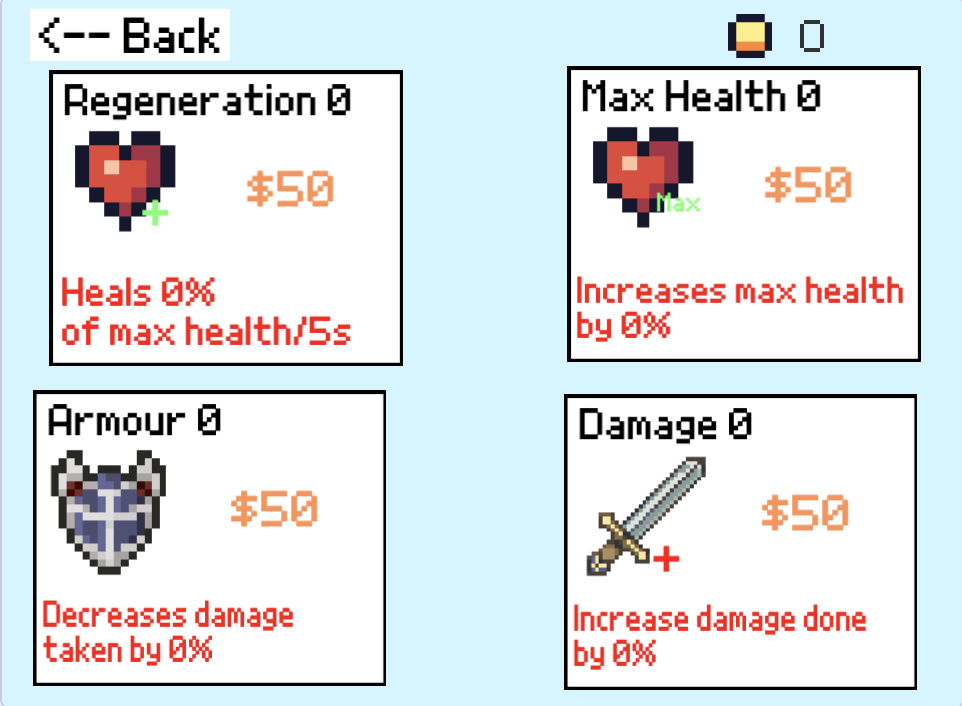 <-- Back
0
Regeneration 0
$50
+
Heals 0%
of max health/5s
Max Health 0
$50
Max
Increases max health
by 0%
Armour 0
$50
Decreases damage
taken by 0%
Damage 0
$50
+
Increase damage done
by 0%